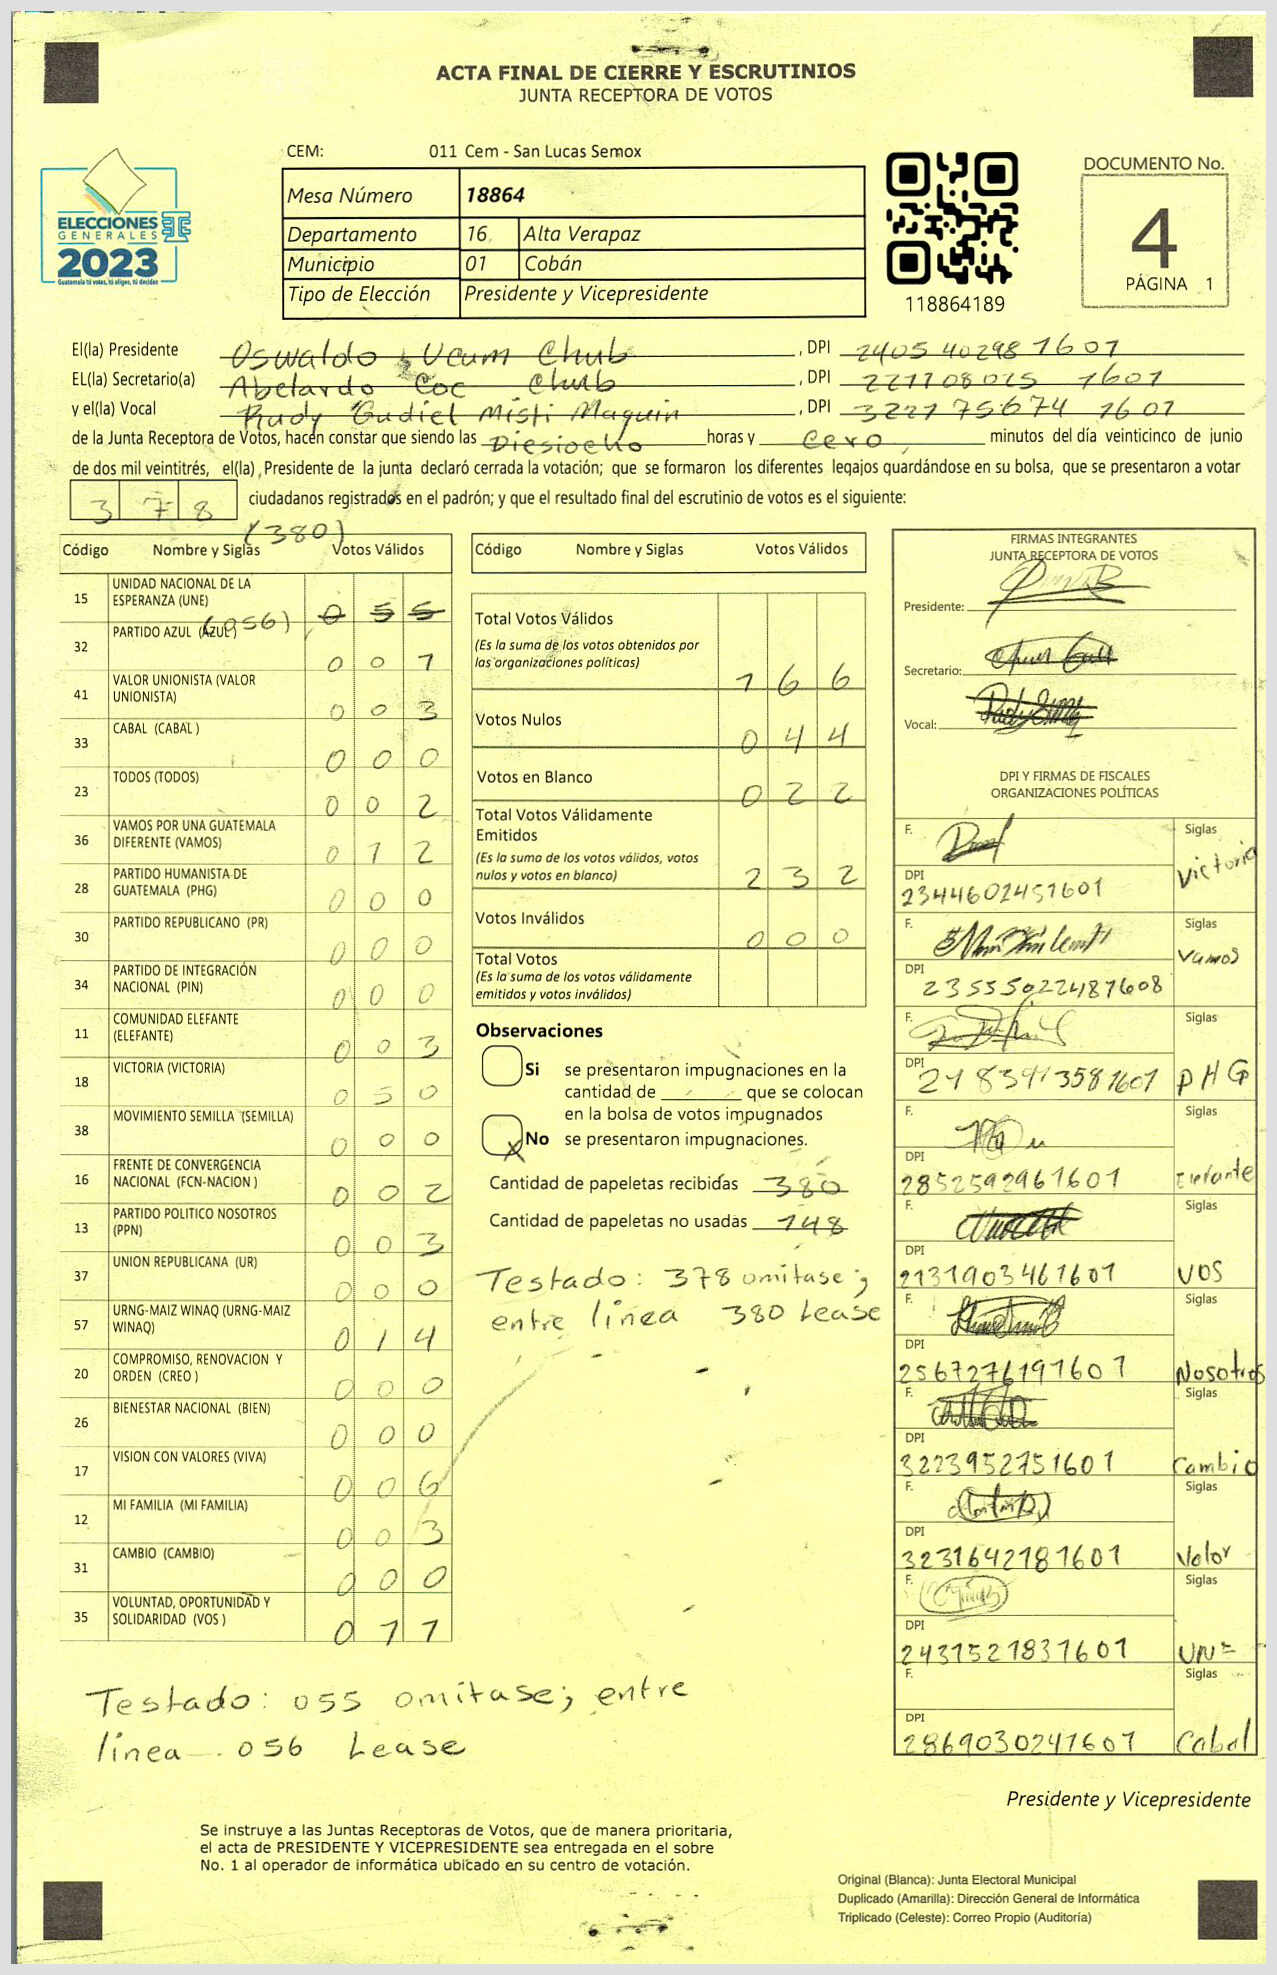 ACTA FINAL DE CIERRE Y ESCRUTINIOS
JUNTA RECEPTORA DE VOTOS
CEM: 011 Cem - San Lucas Semox
Mesa Número 18864
Departamento 16 Alta Verapaz
Municipio 01 Cobán
Tipo de Elección Presidente y Vicepresidente
ELECCIONES
GENERALES
2023
Guatemala tú votas, tú eliges, tú decides
118864189
DOCUMENTO No.
4
PÁGINA 1
El(la) Presidente Oswaldo Ucum Chub, DPI 2405 40298 1601
EL(la) Secretario(a) Abelardo Coc Chub, DPI 221108025 1601
y el(la) Vocal Rudy Gudiel Misti Maquin, DPI 3221 75674 1601
de la Junta Receptora de Votos, hacen constar que siendo las Diesiocho horas y cero minutos del día veinticinco de junio
de dos mil veintitrés, el(la) Presidente de la junta declaró cerrada la votación; que se formaron los diferentes legajos guardándose en su bolsa, que se presentaron a votar
378 ciudadanos registrados en el padrón; y que el resultado final del escrutinio de votos es el siguiente:
(380)
Código Nombre y Siglas Votos Válidos
15 UNIDAD NACIONAL DE LA
ESPERANZA (UNE) (056) 0 5 5
32 PARTIDO AZUL (AZUL) 0 0 1
41 VALOR UNIONISTA (VALOR
UNIONISTA) 0 0 3
33 CABAL (CABAL ) 0 0 0
23 TODOS (TODOS) 0 0 2
36 VAMOS POR UNA GUATEMALA
DIFERENTE (VAMOS) 0 1 2
28 PARTIDO HUMANISTA DE
GUATEMALA (PHG) 0 0 0
30 PARTIDO REPUBLICANO (PR) 0 0 0
34 PARTIDO DE INTEGRACIÓN
NACIONAL (PIN) 0 0 0
11 COMUNIDAD ELEFANTE
(ELEFANTE) 0 0 3
18 VICTORIA (VICTORIA) 0 5 0
38 MOVIMIENTO SEMILLA (SEMILLA) 0 0 0
16 FRENTE DE CONVERGENCIA
NACIONAL (FCN-NACION ) 0 0 2
13 PARTIDO POLITICO NOSOTROS
(PPN) 0 0 3
37 UNION REPUBLICANA (UR) 0 0 0
57 URNG-MAIZ WINAQ (URNG-MAIZ
WINAQ) 0 1 4
20 COMPROMISO, RENOVACION Y
ORDEN (CREO ) 0 0 0
26 BIENESTAR NACIONAL (BIEN) 0 0 0
17 VISION CON VALORES (VIVA) 0 0 6
12 MI FAMILIA (MI FAMILIA) 0 0 3
31 CAMBIO (CAMBIO) 0 0 0
35 VOLUNTAD, OPORTUNIDAD Y
SOLIDARIDAD (VOS ) 0 1 1
Testado: 055 omitase; entre
linea 056 Lease
Código Nombre y Siglas Votos Válidos
Total Votos Válidos
(Es la suma de los votos obtenidos por
las organizaciones políticas) 1 6 6
Votos Nulos 0 4 4
Votos en Blanco 0 2 2
Total Votos Válidamente
Emitidos
(Es la suma de los votos válidos, votos
nulos y votos en blanco) 2 3 2
Votos Inválidos 0 0 0
Total Votos
(Es la suma de los votos válidamente
emitidos y votos inválidos)
Observaciones
Si se presentaron impugnaciones en la
cantidad de ______ que se colocan
en la bolsa de votos impugnados
X No se presentaron impugnaciones.
Cantidad de papeletas recibidas 380
Cantidad de papeletas no usadas 148
Testado: 378 omitase;
entre linea 380 Lease
FIRMAS INTEGRANTES
JUNTA RECEPTORA DE VOTOS
Presidente:
Secretario:
Vocal:
DPI Y FIRMAS DE FISCALES
ORGANIZACIONES POLÍTICAS
F. Siglas
DPI
2344602451601 Victoria
F. Siglas
DPI
2355502248 1608 Vamos
F. Siglas
DPI
2183941358 1601 PHG
F. Siglas
DPI
2852592961601
F. Siglas
DPI
2131903461601 VOS
F. Siglas
DPI
2567276191601 Nosotros
F. Siglas
DPI
3223952751601 Cambio
F. Siglas
DPI
3231642181601 Valor
F. Siglas
DPI
2431521831601 UNE
F. Siglas
DPI
2869030241601 Cabal
Presidente y Vicepresidente
Se instruye a las Juntas Receptoras de Votos, que de manera prioritaria,
el acta de PRESIDENTE Y VICEPRESIDENTE sea entregada en el sobre
No. 1 al operador de informática ubicado en su centro de votación.
Original (Blanca): Junta Electoral Municipal
Duplicado (Amarilla): Dirección General de Informática
Triplicado (Celeste): Correo Propio (Auditoría)